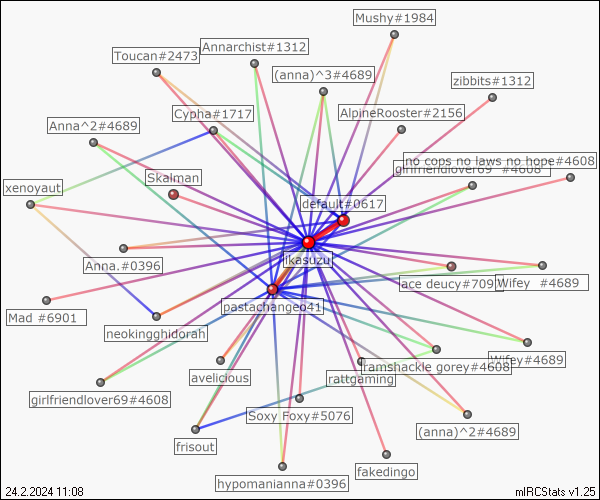 Mushy#1984
Annarchist#1312
Toucan#2473
(anna)^3#4689
zibbits#1312
Cypha#1717
AlpineRooster#2156
Anna^2#4689
no cops no laws no hope#4608
girlfriendlover69 #4608
Skalman
xenoyaut
default#0617
likasuzu
Anna.#0396
ace deucy#709
Wifey #4689
pastachangeo41
Mad #6901
neokingghidorah
Wifey#4689
ramshackle gorey#4608
avelicious
rattgaming
girlfriendlover69#4608
Soxy Foxy#5076
(anna)^2#4689
frisout
fakedingo
hypomanianna#0396
24.2.2024 11:08
mIRCStats v1.25